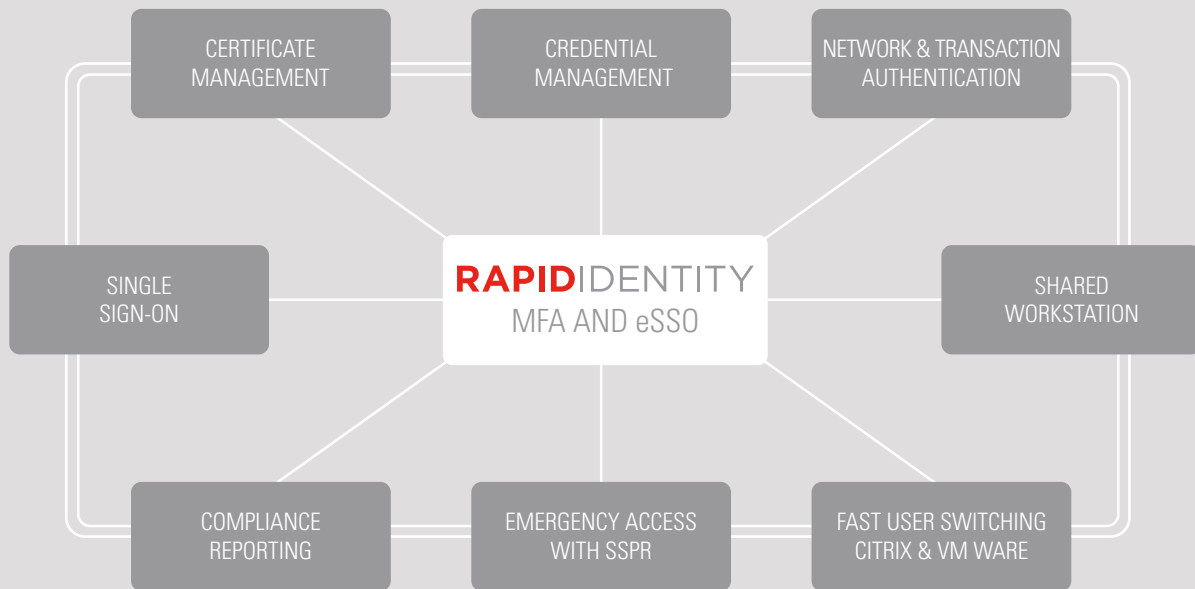 CERTIFICATE
MANAGEMENT
CREDENTIAL
MANAGEMENT
NETWORK & TRANSACTION
AUTHENTICATION
SINGLE
SIGN-ON
RAPIDIDENTITY
MFA AND eSSO
SHARED
WORKSTATION
COMPLIANCE
REPORTING
EMERGENCY ACCESS
WITH SSPR
FAST USER SWITCHING
CITRIX & VM WARE